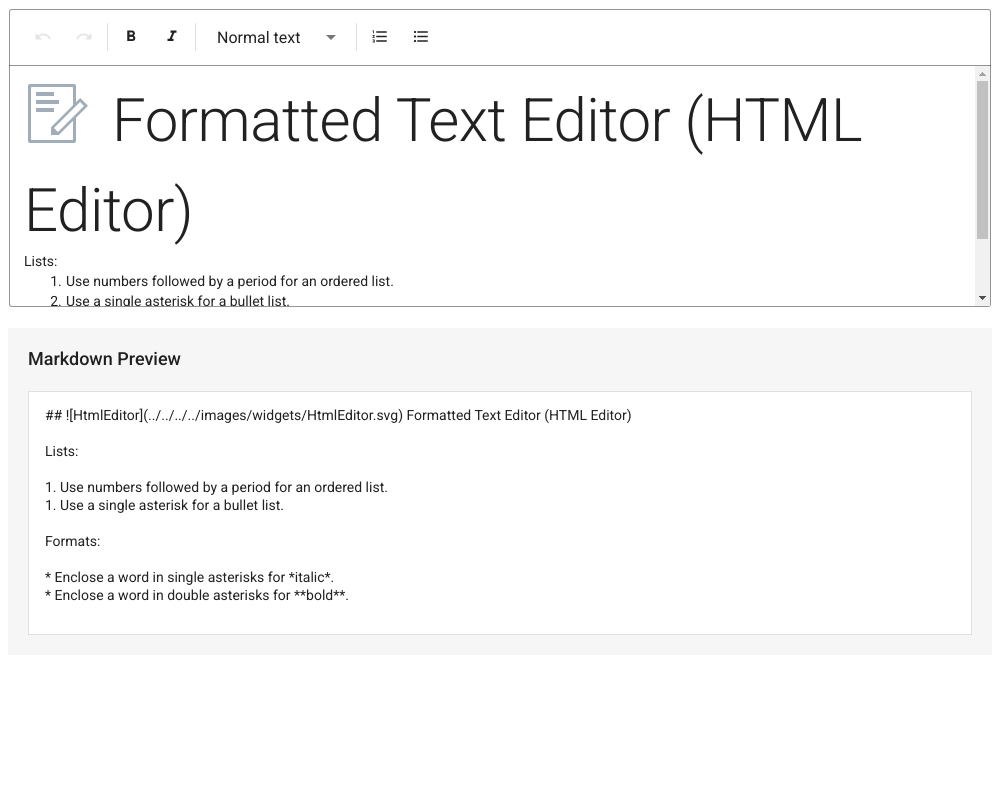 B I Normal text
Formatted Text Editor (HTML
Editor)
Lists:
1. Use numbers followed by a period for an ordered list.
2. Use a single asterisk for a bullet list.
Markdown Preview
## ![HtmlEditor](../../../../images/widgets/HtmlEditor.svg) Formatted Text Editor (HTML Editor)
Lists:
1. Use numbers followed by a period for an ordered list.
1. Use a single asterisk for a bullet list.
Formats:
* Enclose a word in single asterisks for *italic*.
* Enclose a word in double asterisks for **bold**.